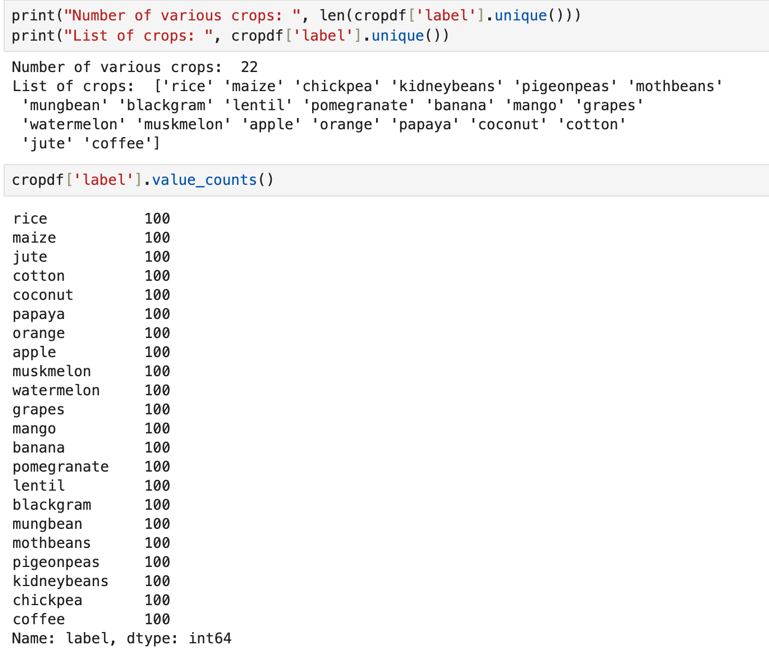 print("Number of various crops: ", len(cropdf['label'].unique()))
print("List of crops: ", cropdf['label'].unique())
Number of various crops:  22
List of crops:  ['rice' 'maize' 'chickpea' 'kidneybeans' 'pigeonpeas' 'mothbeans'
 'mungbean' 'blackgram' 'lentil' 'pomegranate' 'banana' 'mango' 'grapes'
 'watermelon' 'muskmelon' 'apple' 'orange' 'papaya' 'coconut' 'cotton'
 'jute' 'coffee']
cropdf['label'].value_counts()
rice           100
maize          100
jute           100
cotton         100
coconut        100
papaya         100
orange         100
apple          100
muskmelon      100
watermelon     100
grapes         100
mango          100
banana         100
pomegranate    100
lentil         100
blackgram      100
mungbean       100
mothbeans      100
pigeonpeas     100
kidneybeans    100
chickpea       100
coffee         100
Name: label, dtype: int64